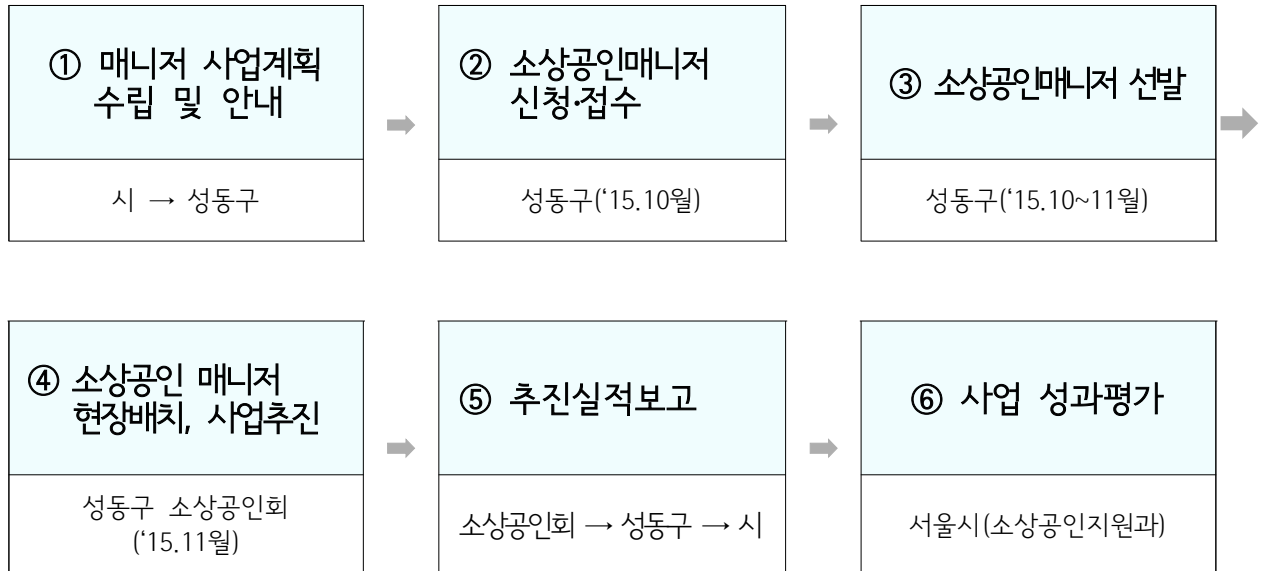 ① 매니저 사업계획
수립 및 안내
➡
② 소상공인매니저
신청·접수
➡
③ 소상공인매니저 선발
➡
시 → 성동구
성동구(‘15.10월)
성동구(‘15.10~11월)
④ 소상공인 매니저
현장배치, 사업추진
➡
⑤ 추진실적보고
➡
⑥ 사업 성과평가
성동구 소상공인회
(‘15.11월)
소상공인회 → 성동구 → 시
서울시(소상공인지원과)